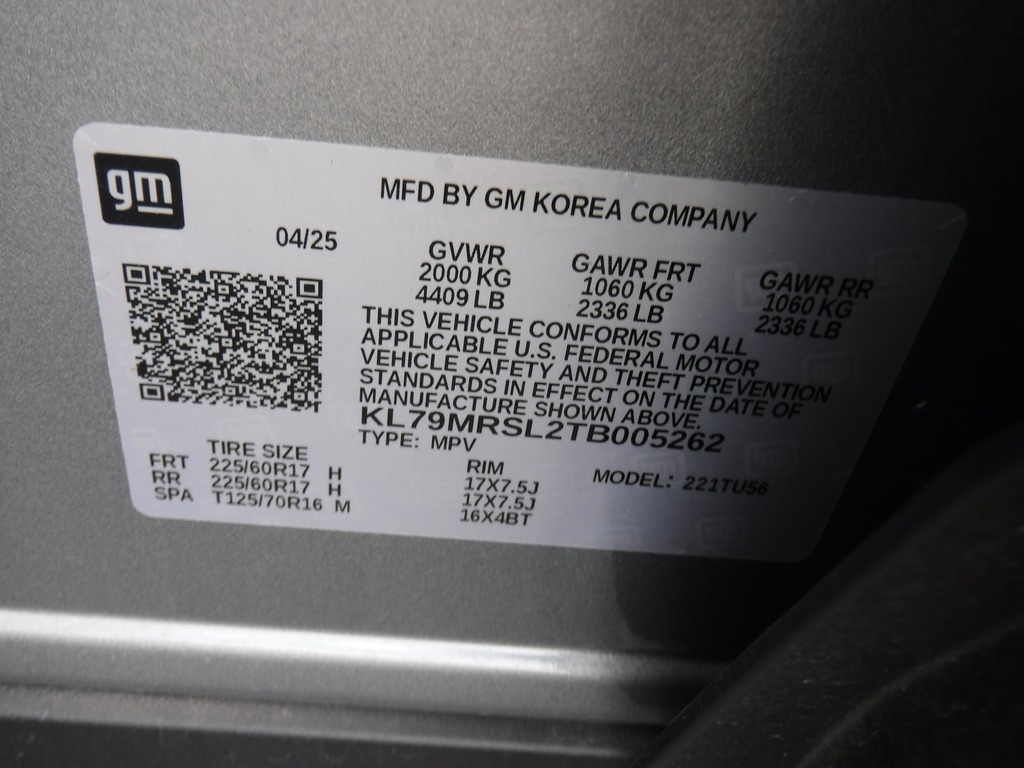 gm
MFD BY GM KOREA COMPANY
04/25
GVWR
2000 KG
4409 LB
GAWR FRT
1060 KG
2336 LB
GAWR RR
1060 KG
2336 LB
THIS VEHICLE CONFORMS TO ALL
APPLICABLE U.S. FEDERAL MOTOR
VEHICLE SAFETY AND THEFT PREVENTION
STANDARDS IN EFFECT ON THE DATE OF
MANUFACTURE SHOWN ABOVE.
KL79MRSL2TB005262
TYPE: MPV
MODEL: 221TU56
TIRE SIZE RIM
FRT 225/60R17 H 17X7.5J
RR 225/60R17 H 17X7.5J
SPA T125/70R16 M 16X4BT